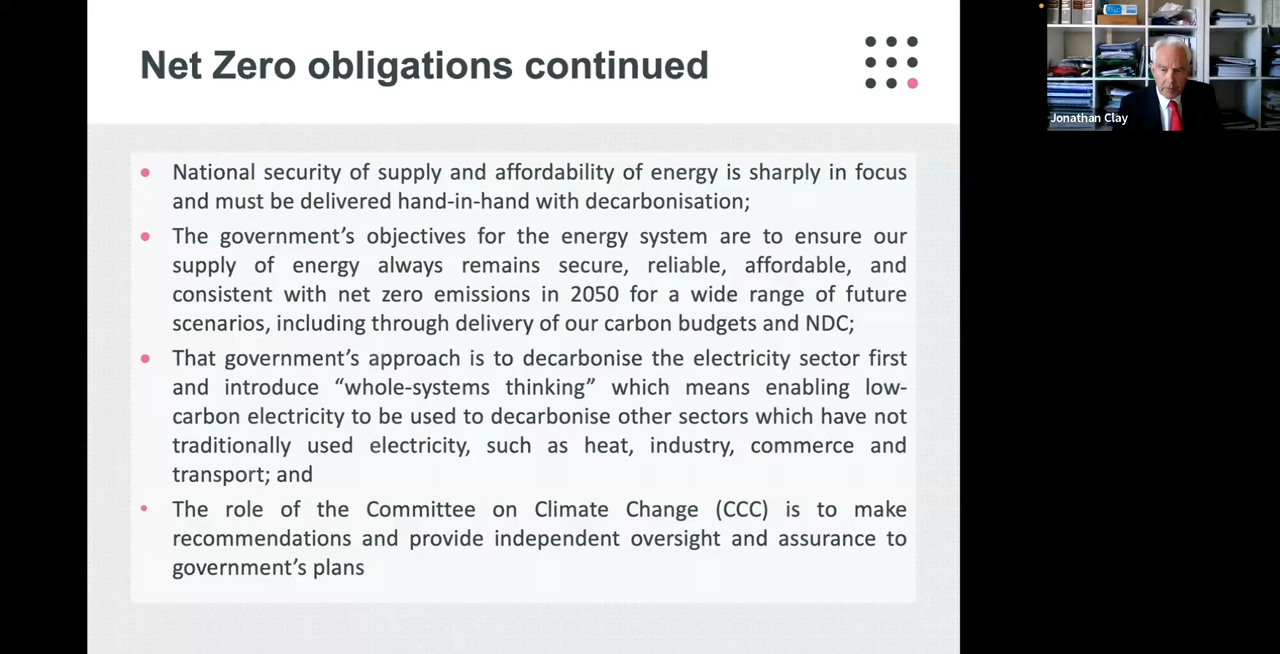 Net Zero obligations continued
National security of supply and affordability of energy is sharply in focus
and must be delivered hand-in-hand with decarbonisation;
The government’s objectives for the energy system are to ensure our
supply of energy always remains secure, reliable, affordable, and
consistent with net zero emissions in 2050 for a wide range of future
scenarios, including through delivery of our carbon budgets and NDC;
That government’s approach is to decarbonise the electricity sector first
and introduce “whole-systems thinking” which means enabling low-
carbon electricity to be used to decarbonise other sectors which have not
traditionally used electricity, such as heat, industry, commerce and
transport; and
The role of the Committee on Climate Change (CCC) is to make
recommendations and provide independent oversight and assurance to
government’s plans
Jonathan Clay